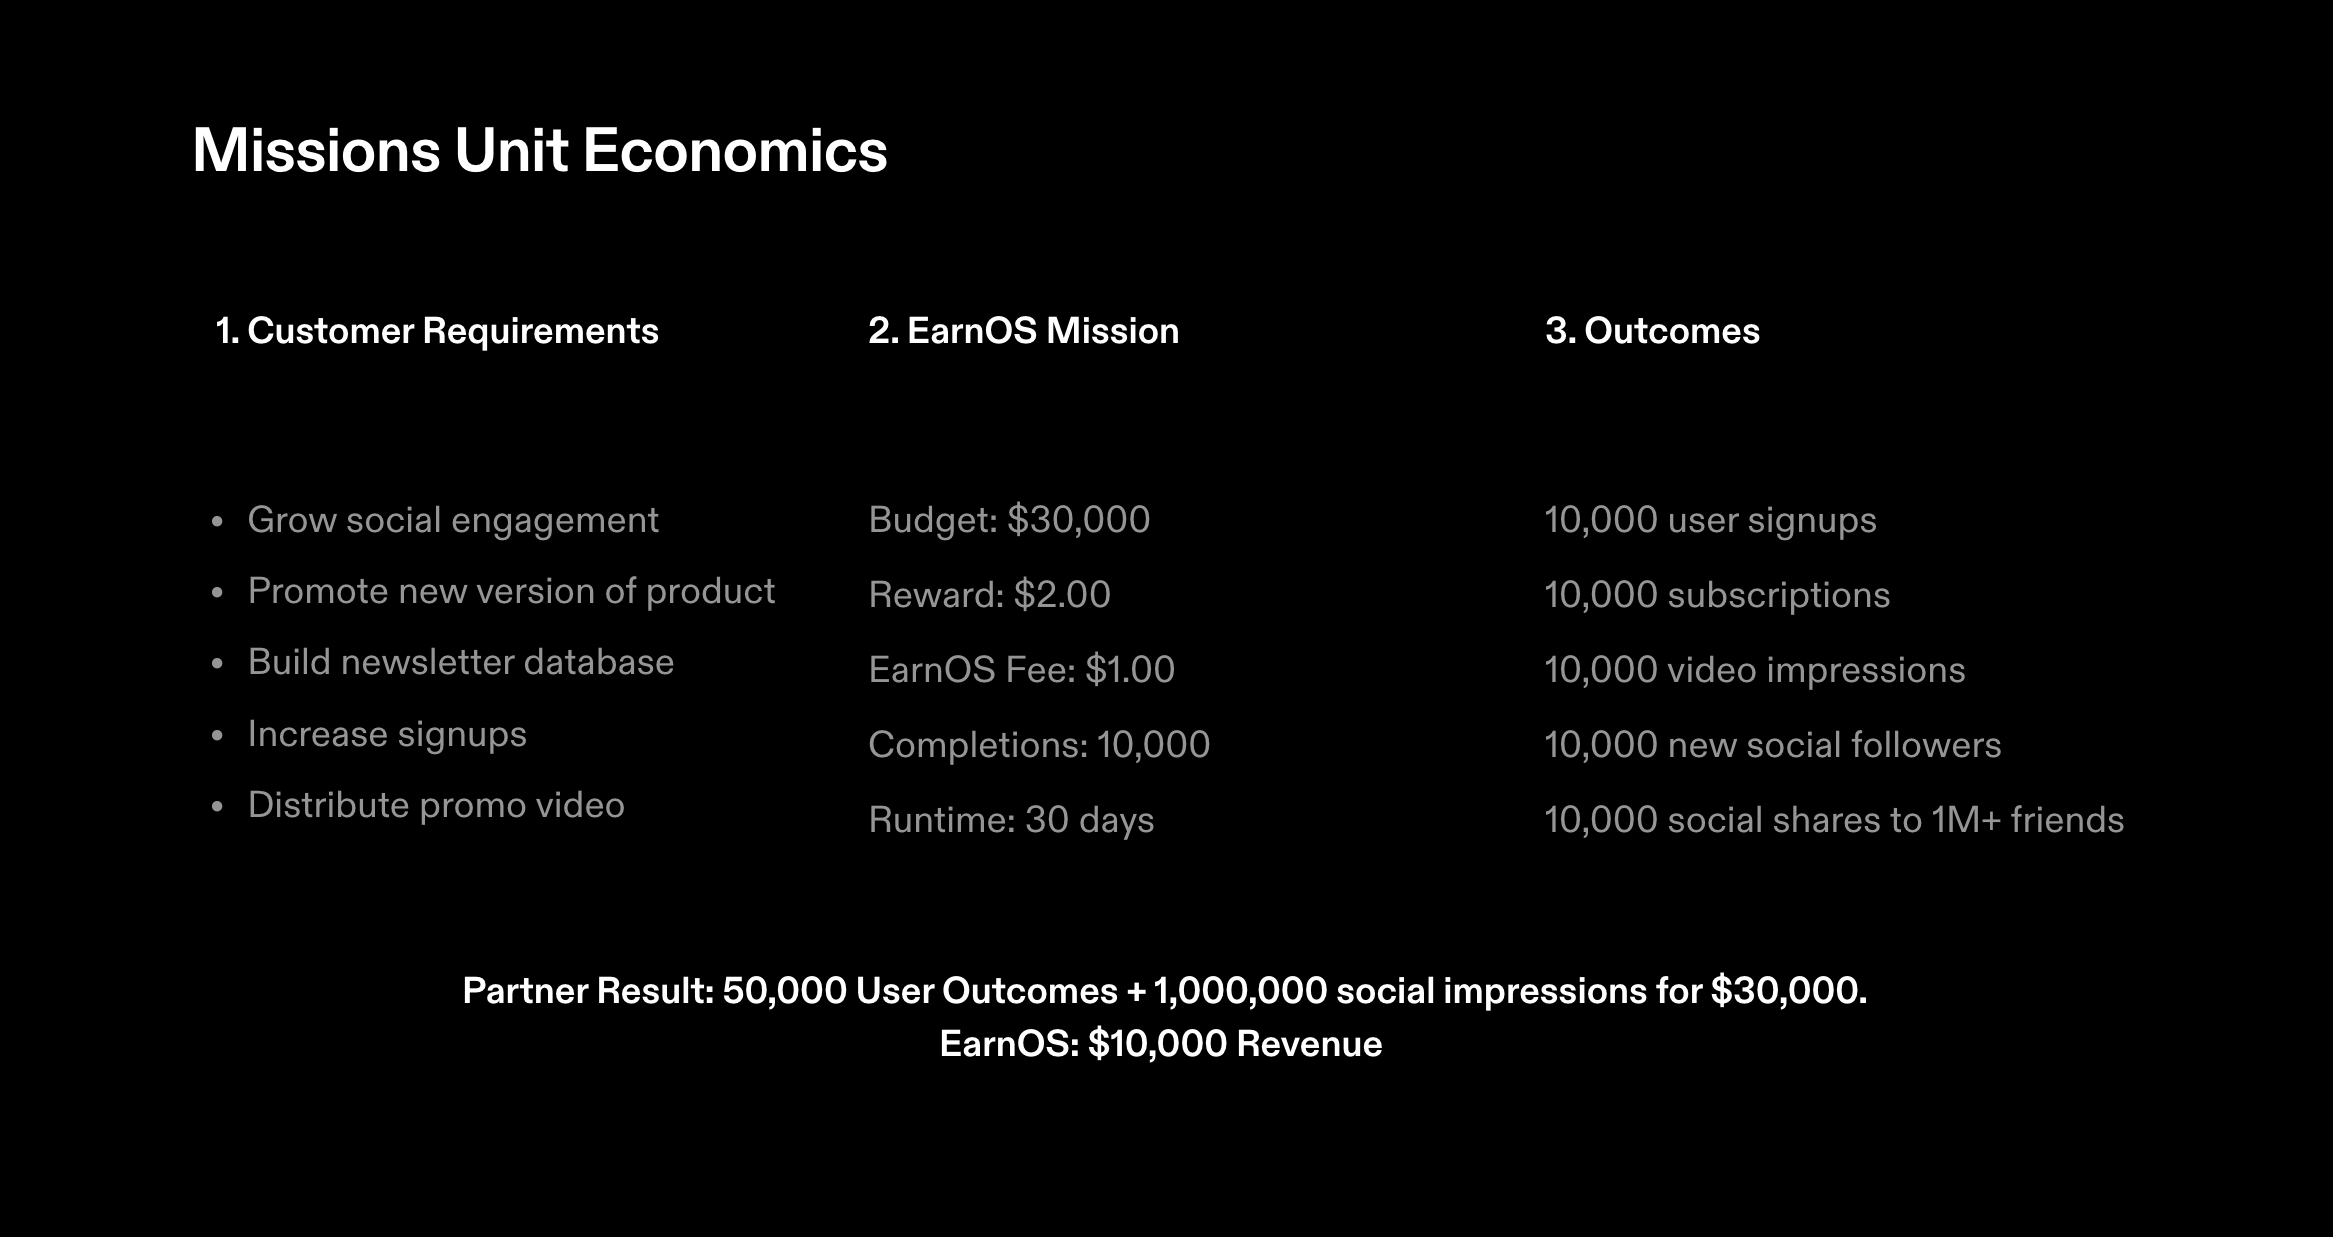 Missions Unit Economics
1. Customer Requirements
• Grow social engagement
• Promote new version of product
• Build newsletter database
• Increase signups
• Distribute promo video
2. EarnOS Mission
Budget: $30,000
Reward: $2.00
EarnOS Fee: $1.00
Completions: 10,000
Runtime: 30 days
3. Outcomes
10,000 user signups
10,000 subscriptions
10,000 video impressions
10,000 new social followers
10,000 social shares to 1M+ friends
Partner Result: 50,000 User Outcomes + 1,000,000 social impressions for $30,000.
EarnOS: $10,000 Revenue